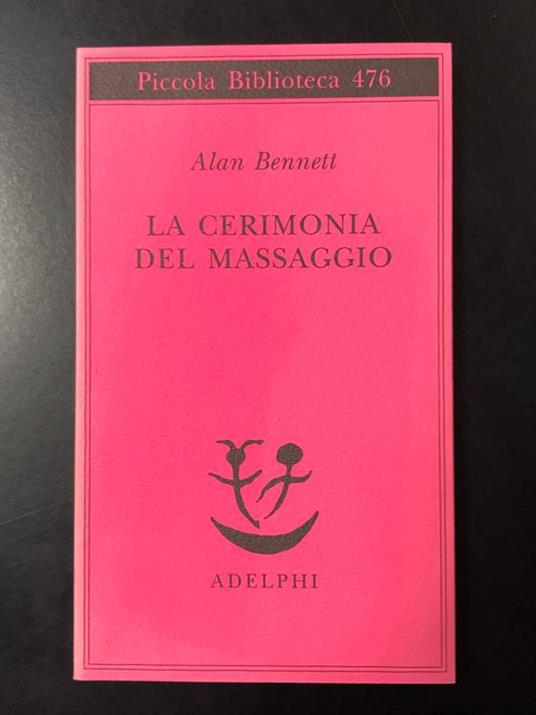 Piccola Biblioteca 476
Alan Bennett
LA CERIMONIA
DEL MASSAGGIO
ADELPHI